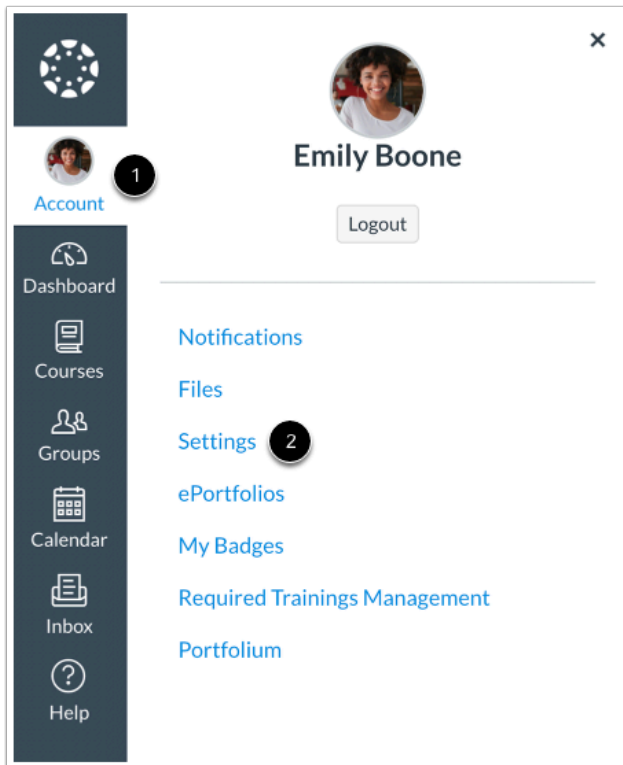 Account
1
Dashboard
Courses
Groups
Calendar
Inbox
Help
×
Emily Boone
Logout
Notifications
Files
Settings 2
ePortfolios
My Badges
Required Trainings Management
Portfolium